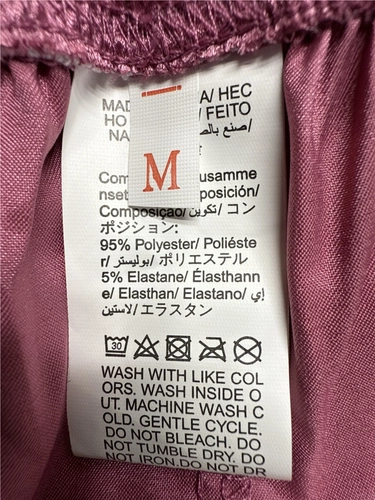 MAD A/ HEC
HO / FEITO
NA /صنع بالص
M
Com usamme
nset posición/
Composição/تكوين/ コン
ポジション:
95% Polyester/ Poliéste
r/ بوليستر/ ポリエステル
5% Elastane/ Élasthann
e/ Elasthan/ Elastano/ إي
لاستين/ エラスタン
30
WASH WITH LIKE COL
ORS. WASH INSIDE O
UT. MACHINE WASH C
OLD. GENTLE CYCLE.
DO NOT BLEACH. DO
NOT TUMBLE DRY. DO
NOT IRON.DO NOT DR